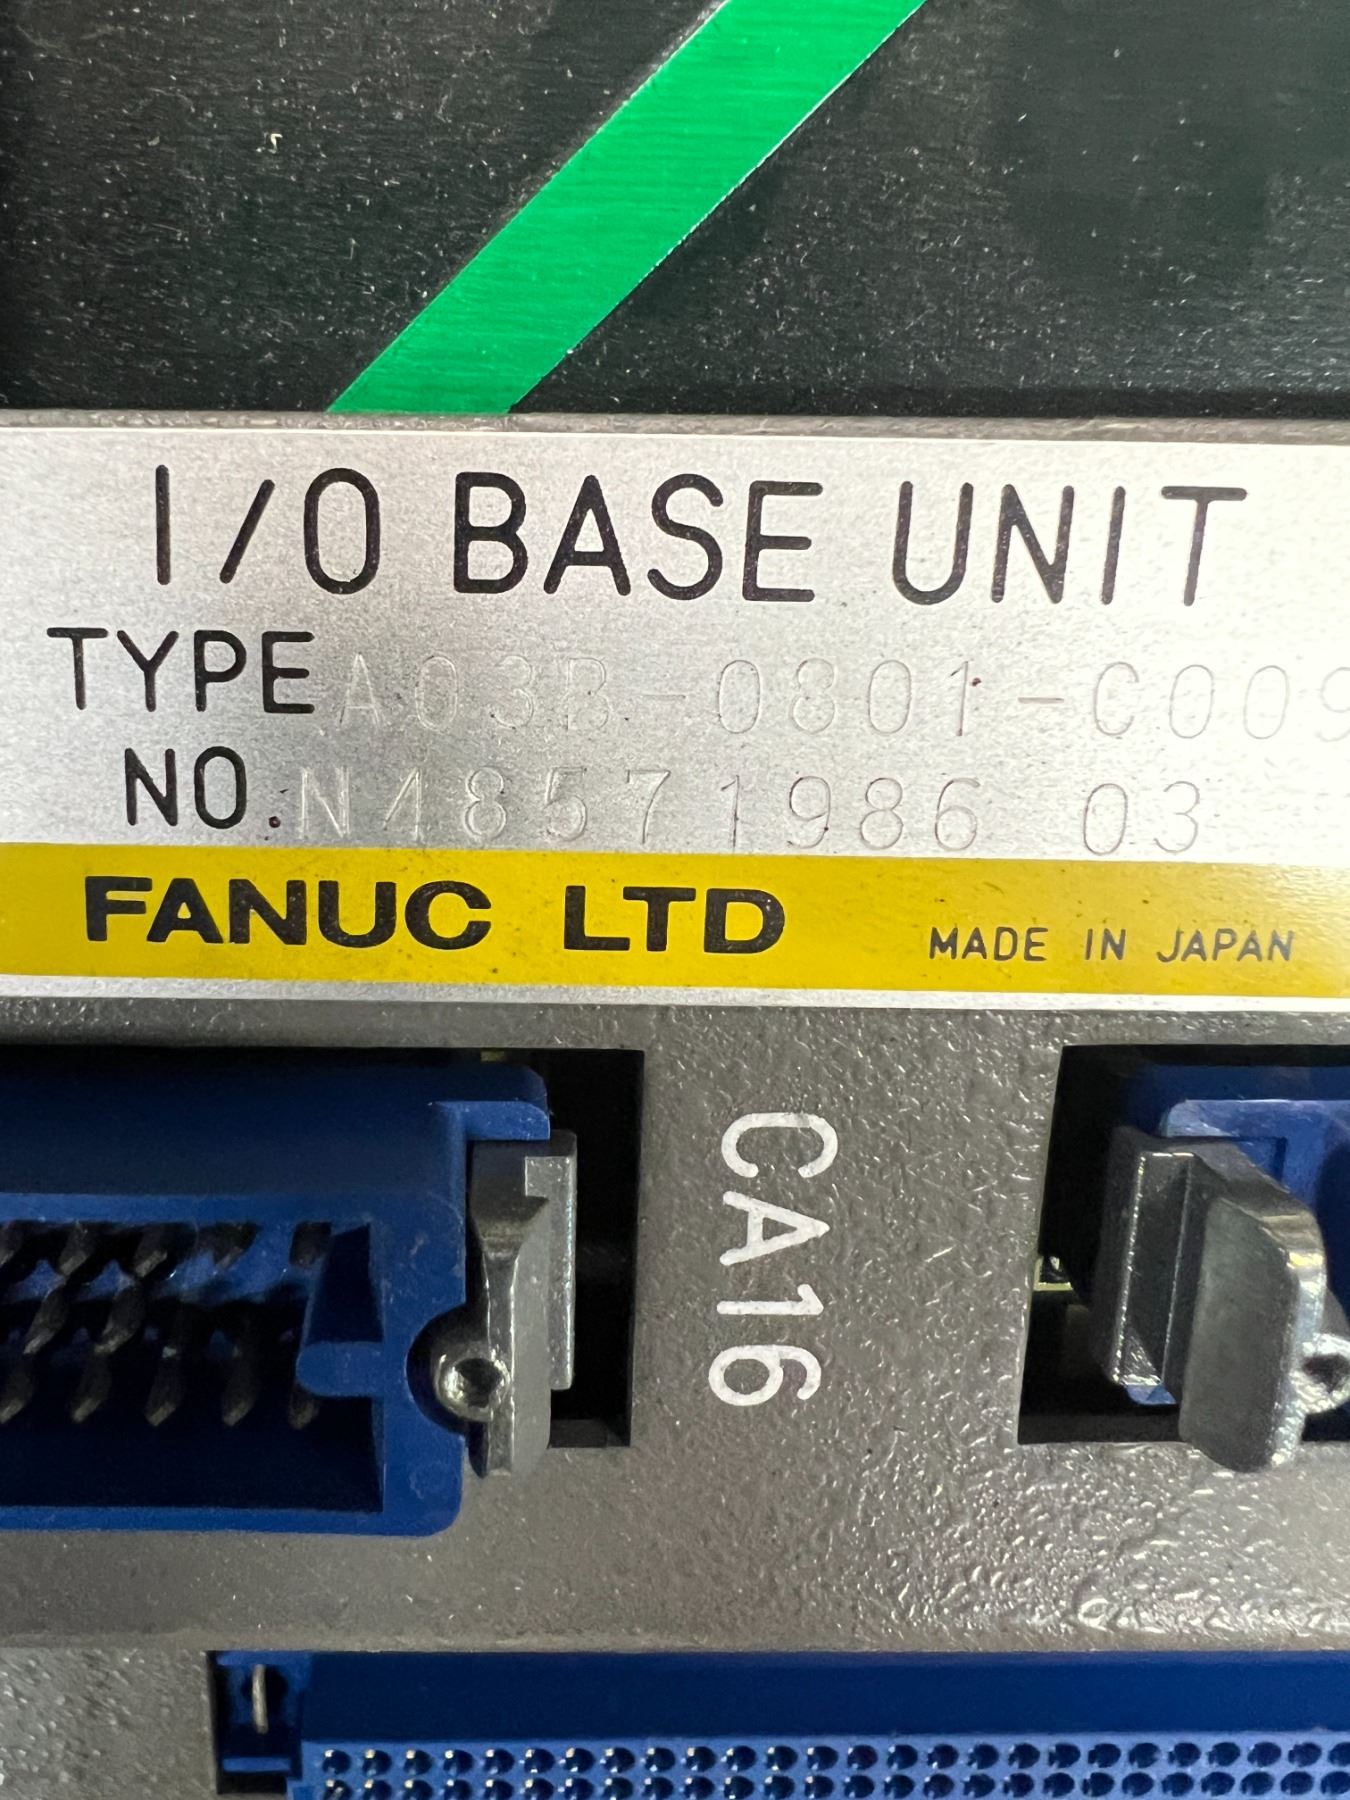 I/O BASE UNIT
TYPE A03B-0801-C009
NO. N48571986 03
FANUC LTD MADE IN JAPAN
CA16